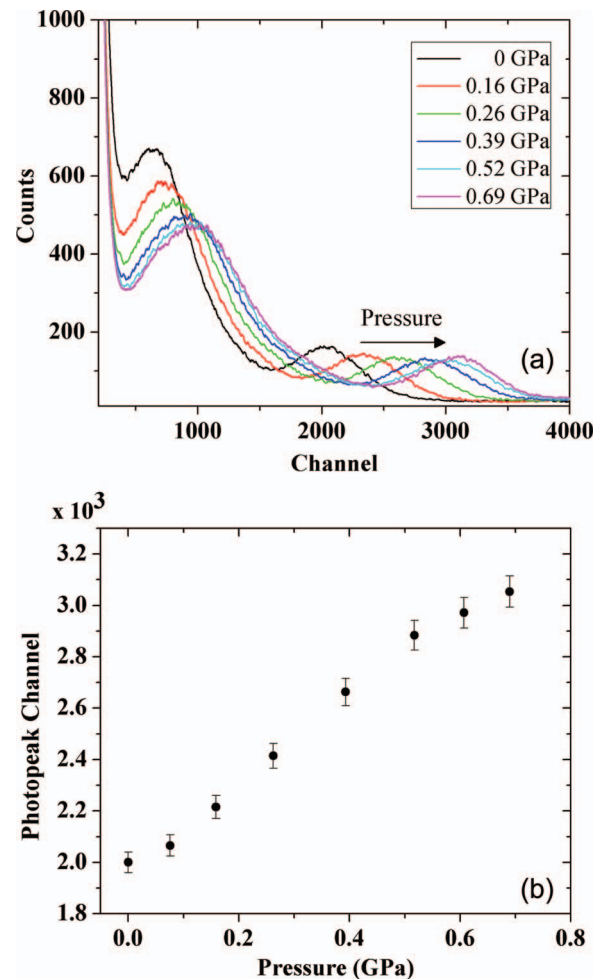 1000
800
600
400
200
Counts
0 GPa
0.16 GPa
0.26 GPa
0.39 GPa
0.52 GPa
0.69 GPa
Pressure
(a)
1000 2000 3000 4000
Channel
x 10³
3.2
3.0
2.8
2.6
2.4
2.2
2.0
1.8
Photopeak Channel
(b)
0.0 0.2 0.4 0.6 0.8
Pressure (GPa)